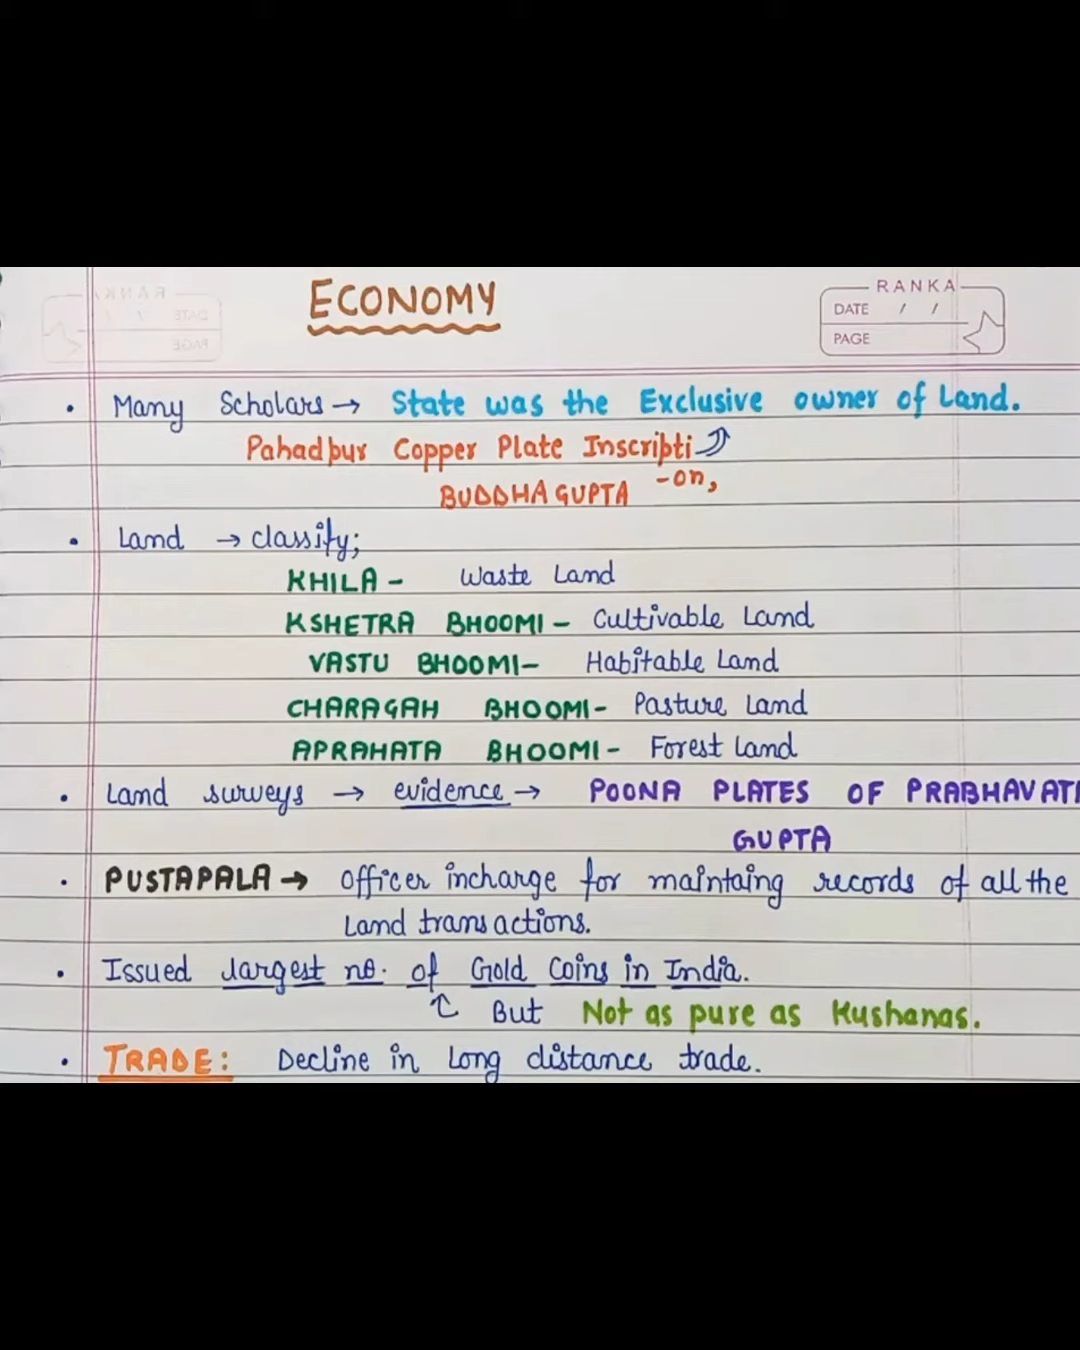 ECONOMY
RANKA
DATE / /
PAGE
• Many Scholars → State was the Exclusive owner of Land.
Pahadpur Copper Plate Inscripti
-on,
BUDDHAGUPTA
• Land → classify;
KHILA - Waste Land
KSHETRA BHOOMI - Cultivable Land
VASTU BHOOMI - Habitable Land
CHARAGAH BHOOMI - Pasture Land
APRAHATA BHOOMI - Forest Land
• Land surveys → evidence → POONA PLATES OF PRABHAVATI
GUPTA
• PUSTAPALA → Officer incharge for maintaing records of all the
Land transactions.
• Issued largest no. of Gold Coins in India.
But Not as pure as Kushanas.
• TRADE: Decline in Long distance trade.